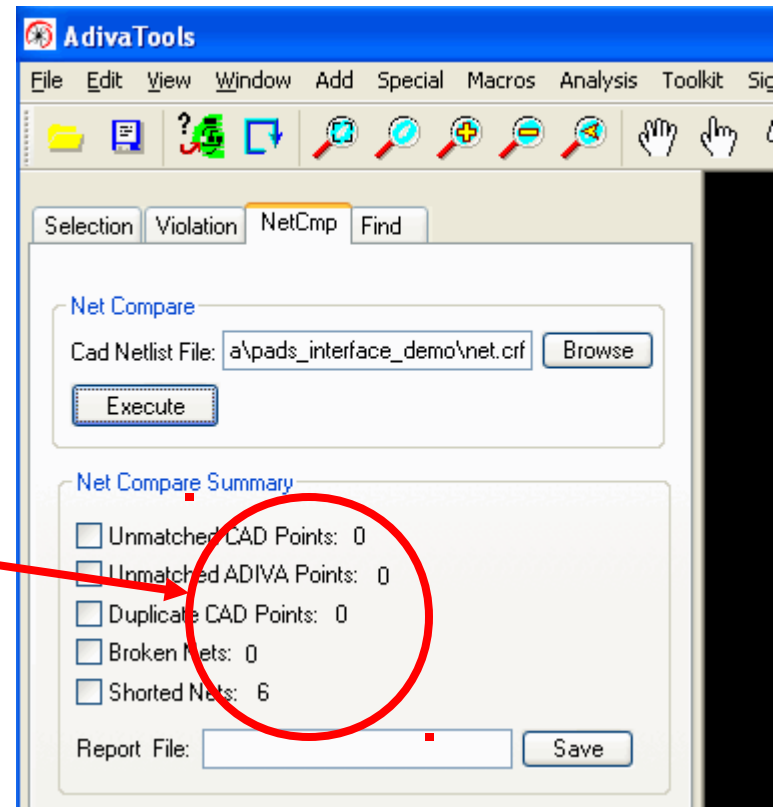 AdivaTools
File Edit View Window Add Special Macros Analysis Toolkit Sig
Selection Violation NetCmp Find
Net Compare
Cad Netlist File: a\pads_interface_demo\net.crf Browse
Execute
Net Compare Summary
Unmatched CAD Points: 0
Unmatched ADIVA Points: 0
Duplicate CAD Points: 0
Broken Nets: 0
Shorted Nets: 6
Report File: Save